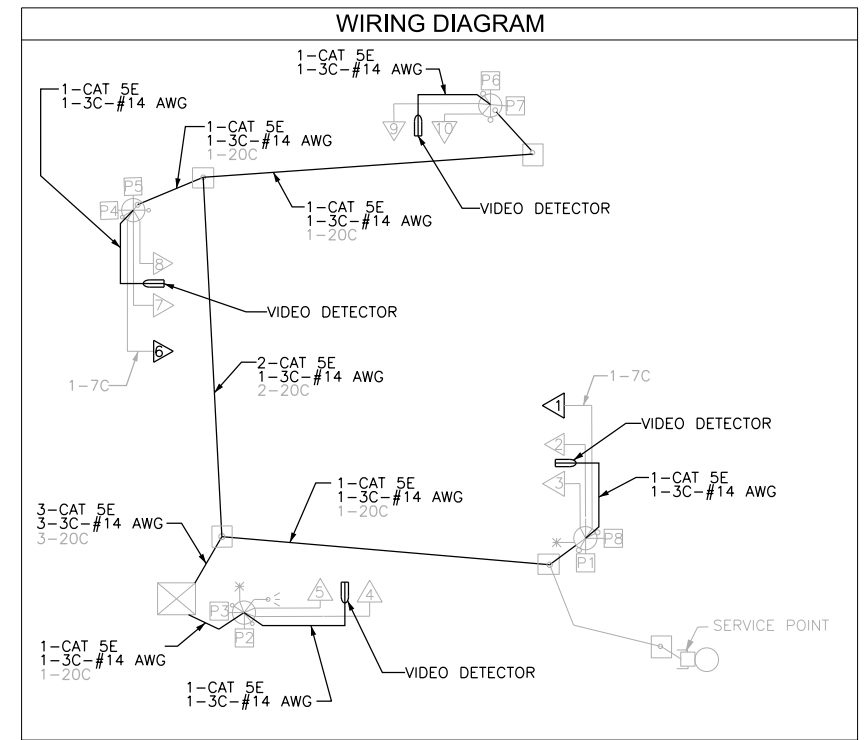 WIRING DIAGRAM
1-CAT 5E
1-3C-#14 AWG
P6
P7
1-CAT 5E
1-3C-#14 AWG
9
10
1-CAT 5E
1-3C-#14 AWG
1-20C
P5
P4
VIDEO DETECTOR
1-CAT 5E
1-3C-#14 AWG
1-20C
8
7
VIDEO DETECTOR
6
1-7C
2-CAT 5E
1-3C-#14 AWG
2-20C
1-7C
1
VIDEO DETECTOR
2
3
1-CAT 5E
1-3C-#14 AWG
1-CAT 5E
1-3C-#14 AWG
1-20C
3-CAT 5E
3-3C-#14 AWG
3-20C
P8
P1
5
4
P3
P2
SERVICE POINT
1-CAT 5E
1-3C-#14 AWG
1-20C
VIDEO DETECTOR
1-CAT 5E
1-3C-#14 AWG